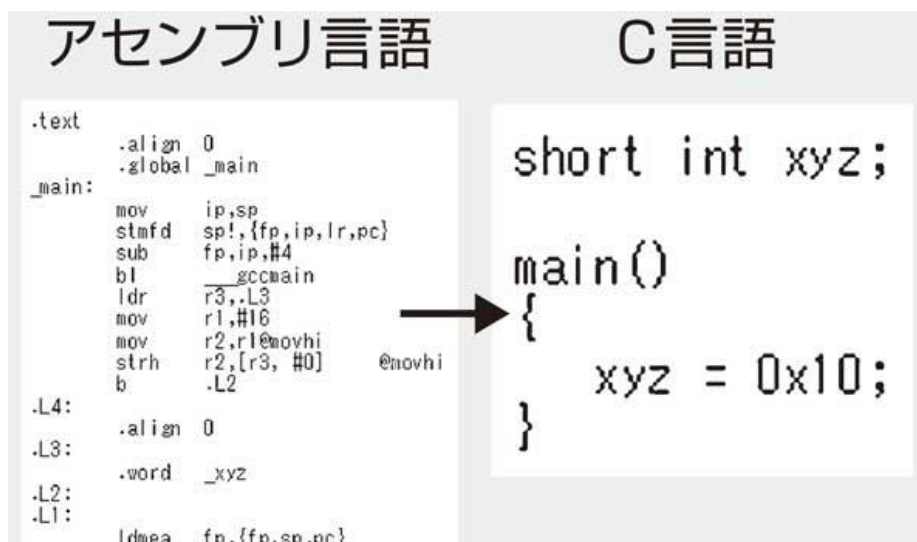 アセンブリ言語
C言語
.text
.align 0
.global _main
_main:
mov ip,sp
stmfd sp!,{fp,ip,lr,pc}
sub fp,ip,#4
bl ___gccmain
ldr r3,.L3
mov r1,#16
mov r2,r1@movhi
strh r2,[r3, #0] @movhi
b .L2
.L4:
.align 0
.L3:
.word _xyz
.L2:
.L1:
ldmea fp,{fp,sp,pc}
short int xyz;
main()
{
xyz = 0x10;
}